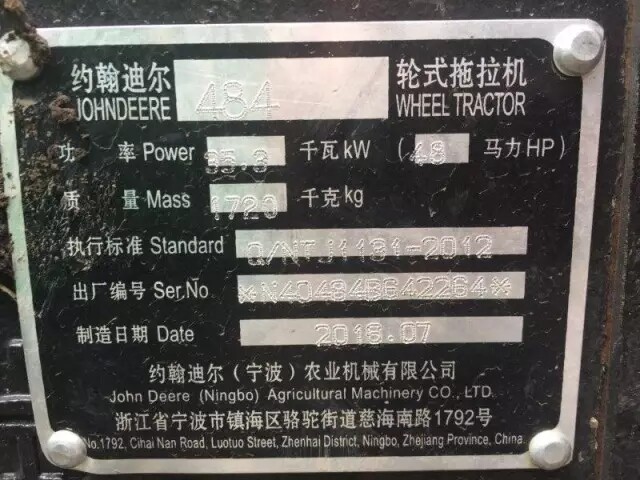 约翰迪尔 484 轮式拖拉机
JOHNDEERE WHEEL TRACTOR
功 率 Power 35.3 千瓦 kW (48 马力 HP)
质 量 Mass 1720 千克 kg
执行标准 Standard Q/NTJ1131-2012
出厂编号 Ser.No *N40484B642264*
制造日期 Date 2018.07
约翰迪尔(宁波)农业机械有限公司
John Deere (Ningbo) Agricultural Machinery CO., LTD.
浙江省宁波市镇海区骆驼街道慈海南路1792号
No.1792, Cihai Nan Road, Luotuo Street, Zhenhai District, Ningbo, Zhejiang Province, China.